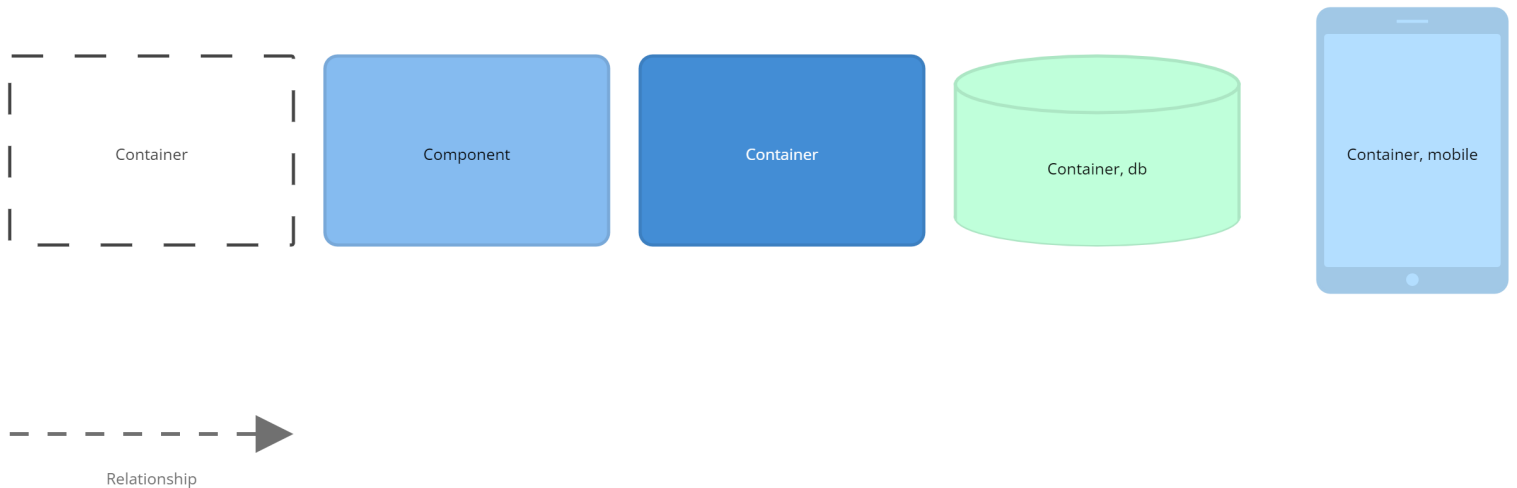 Container
Component
Container
Container, db
Container, mobile
Relationship